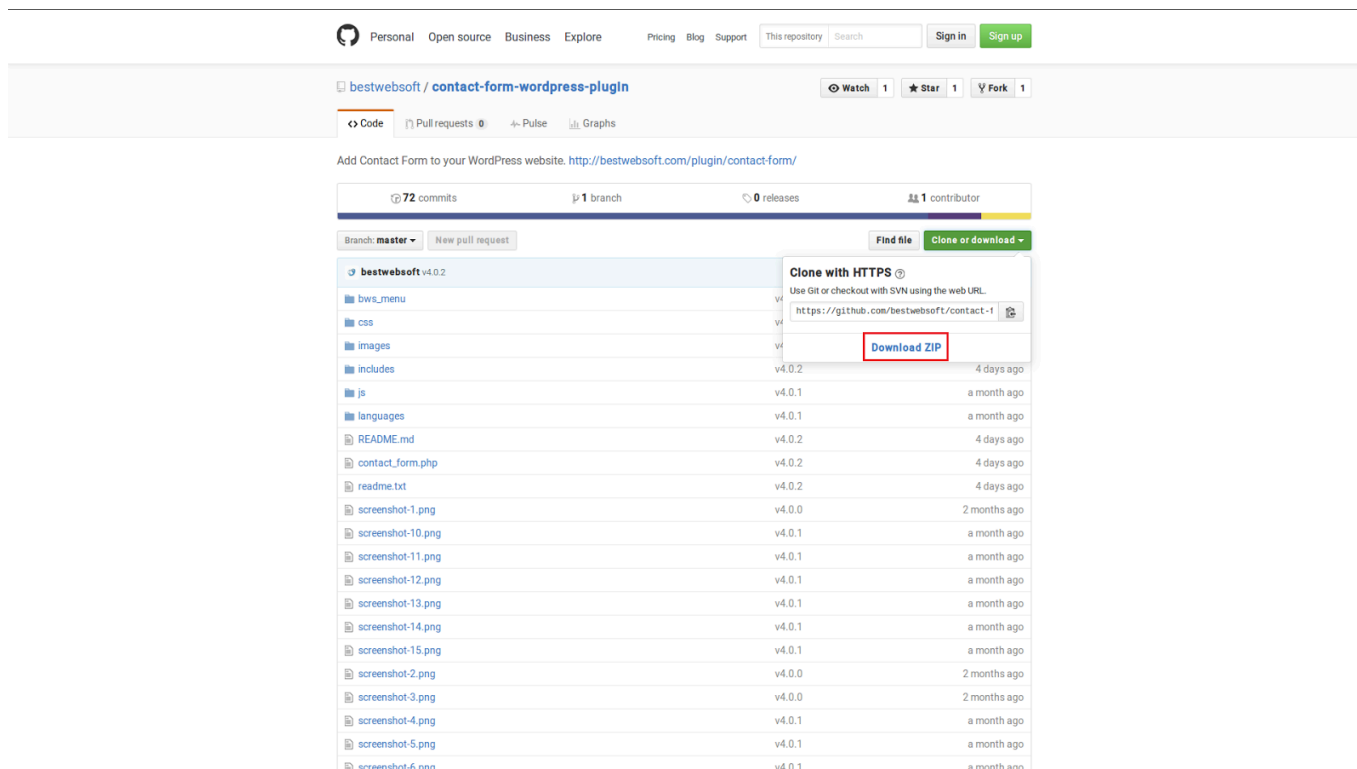 Personal Open source Business Explore Pricing Blog Support This repository Search Sign in Sign up
bestwebsoft / contact-form-wordpress-plugin Watch 1 Star 1 Fork 1
Code Pull requests 0 Pulse Graphs
Add Contact Form to your WordPress website. http://bestwebsoft.com/plugin/contact-form/
72 commits 1 branch 0 releases 1 contributor
Branch: master New pull request Find file Clone or download
bestwebsoft v4.0.2
Clone with HTTPS
Use Git or checkout with SVN using the web URL.
https://github.com/bestwebsoft/contact-f
Download ZIP
bws_menu
css
images
includes v4.0.2 4 days ago
js v4.0.1 a month ago
languages v4.0.1 a month ago
README.md v4.0.2 4 days ago
contact_form.php v4.0.2 4 days ago
readme.txt v4.0.2 4 days ago
screenshot-1.png v4.0.0 2 months ago
screenshot-10.png v4.0.1 a month ago
screenshot-11.png v4.0.1 a month ago
screenshot-12.png v4.0.1 a month ago
screenshot-13.png v4.0.1 a month ago
screenshot-14.png v4.0.1 a month ago
screenshot-15.png v4.0.1 a month ago
screenshot-2.png v4.0.0 2 months ago
screenshot-3.png v4.0.0 2 months ago
screenshot-4.png v4.0.1 a month ago
screenshot-5.png v4.0.1 a month ago
screenshot-6.png v4.0.1 a month ago